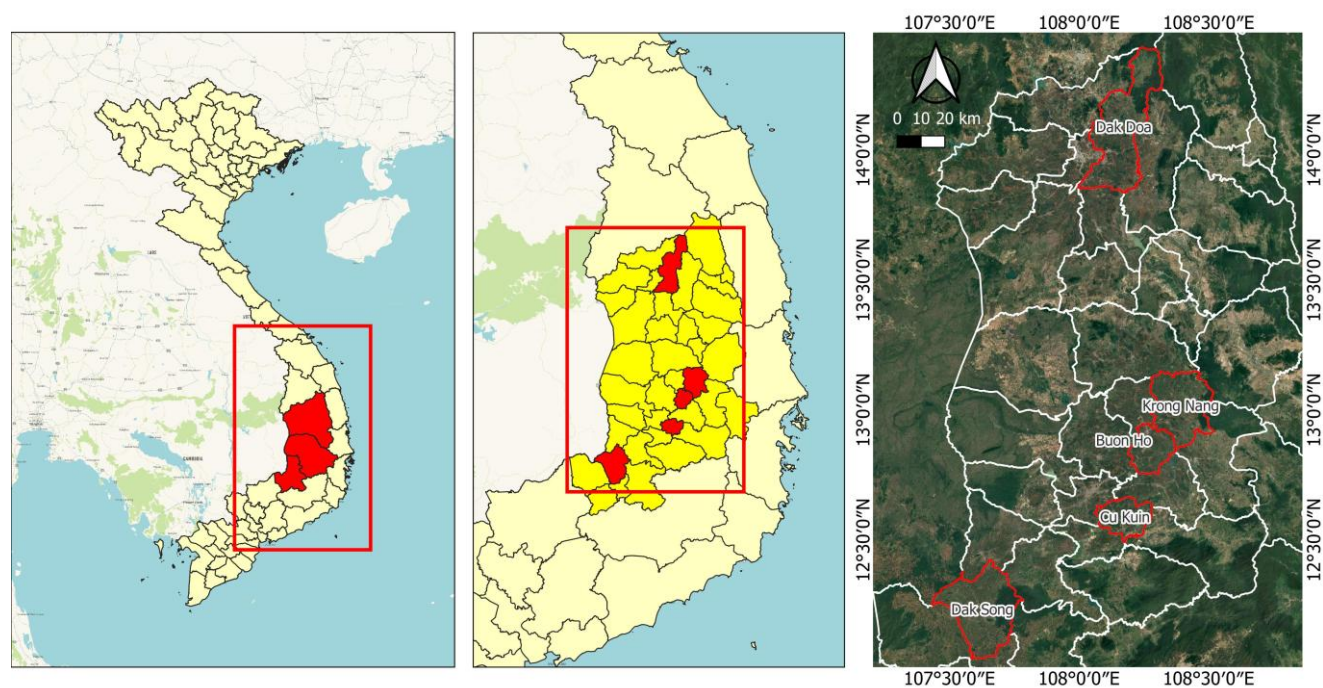 107°30′0″E 108°0′0″E 108°30′0″E
0 10 20 km
Dak Doa
14°0′0″N
14°0′0″N
13°30′0″N
13°30′0″N
Krong Nang
13°0′0″N
13°0′0″N
Buon Ho
Cu Kuin
12°30′0″N
12°30′0″N
Dak Song
107°30′0″E 108°0′0″E 108°30′0″E
CAMBODIA